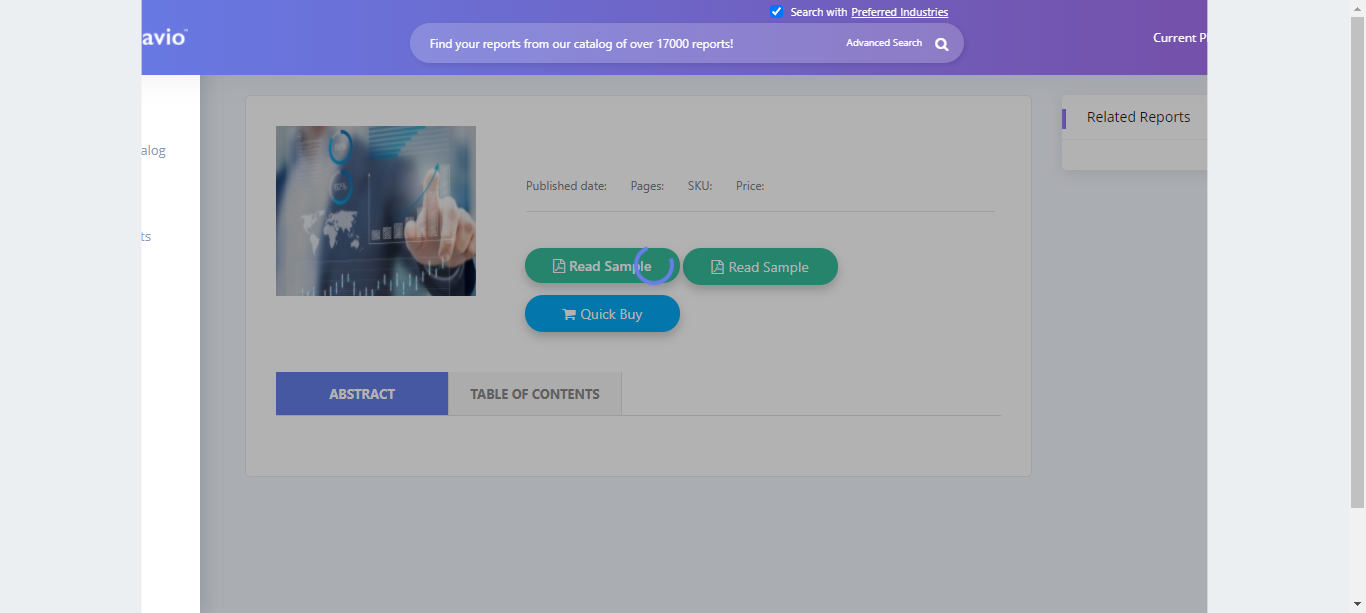 Search with Preferred Industries
avio
Find your reports from our catalog of over 17000 reports!
Advanced Search
Current P
alog
ts
Related Reports
Published date: Pages: SKU: Price:
Read Sample
Read Sample
Quick Buy
ABSTRACT
TABLE OF CONTENTS